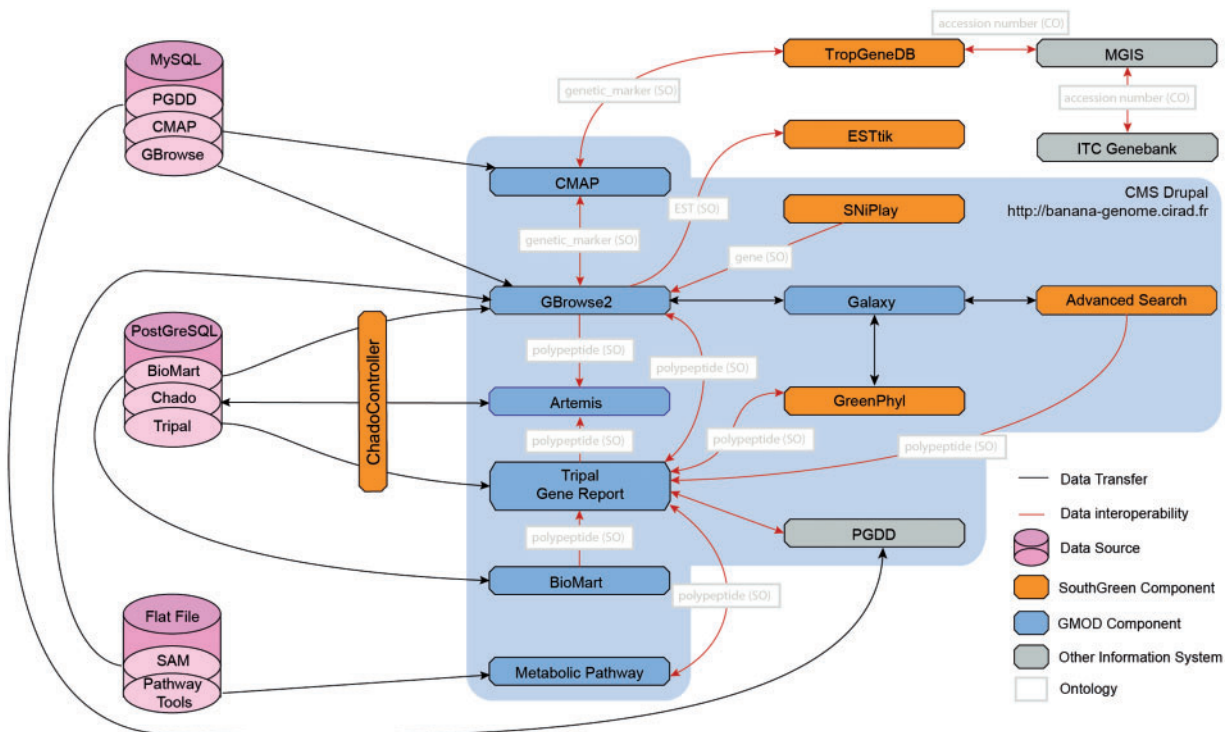 accession number (CO)
MySQL
TropGeneDB
MGIS
PGDD
genetic_marker (SO)
accession number (CO)
CMAP
ESTtik
ITC Genebank
GBrowse
CMAP
CMS Drupal
http://banana-genome.cirad.fr
EST (SO)
SNiPlay
genetic_marker (SO)
gene (SO)
GBrowse2
Galaxy
Advanced Search
PostGreSQL
ChadoController
polypeptide (SO)
polypeptide (SO)
BioMart
Chado
Artemis
GreenPhyl
Tripal
polypeptide (SO)
polypeptide (SO)
polypeptide (SO)
Tripal
Gene Report
Data Transfer
Data interoperability
polypeptide (SO)
PGDD
Data Source
BioMart
polypeptide (SO)
SouthGreen Component
Flat File
GMOD Component
SAM
Metabolic Pathway
Other Information System
Pathway
Tools
Ontology